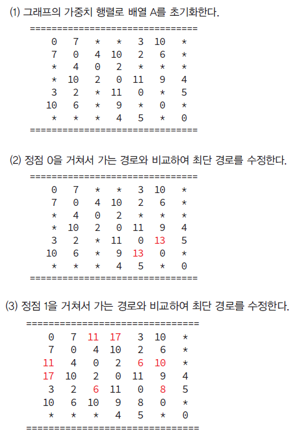 (1) 그래프의 가중치 행렬로 배열 A를 초기화한다.
===============================
0 7 * * 3 10 *
7 0 4 10 2 6 *
* 4 0 2 * * *
* 10 2 0 11 9 4
3 2 * 11 0 * 5
10 6 * 9 * 0 *
* * * 4 5 * 0
===============================
(2) 정점 0을 거쳐서 가는 경로와 비교하여 최단 경로를 수정한다.
===============================
0 7 * * 3 10 *
7 0 4 10 2 6 *
* 4 0 2 * * *
* 10 2 0 11 9 4
3 2 * 11 0 13 5
10 6 * 9 13 0 *
* * * 4 5 * 0
===============================
(3) 정점 1을 거쳐서 가는 경로와 비교하여 최단 경로를 수정한다.
===============================
0 7 11 17 3 10 *
7 0 4 10 2 6 *
11 4 0 2 6 10 *
17 10 2 0 11 9 4
3 2 6 11 0 8 5
10 6 10 9 8 0 *
* * * 4 5 * 0
===============================